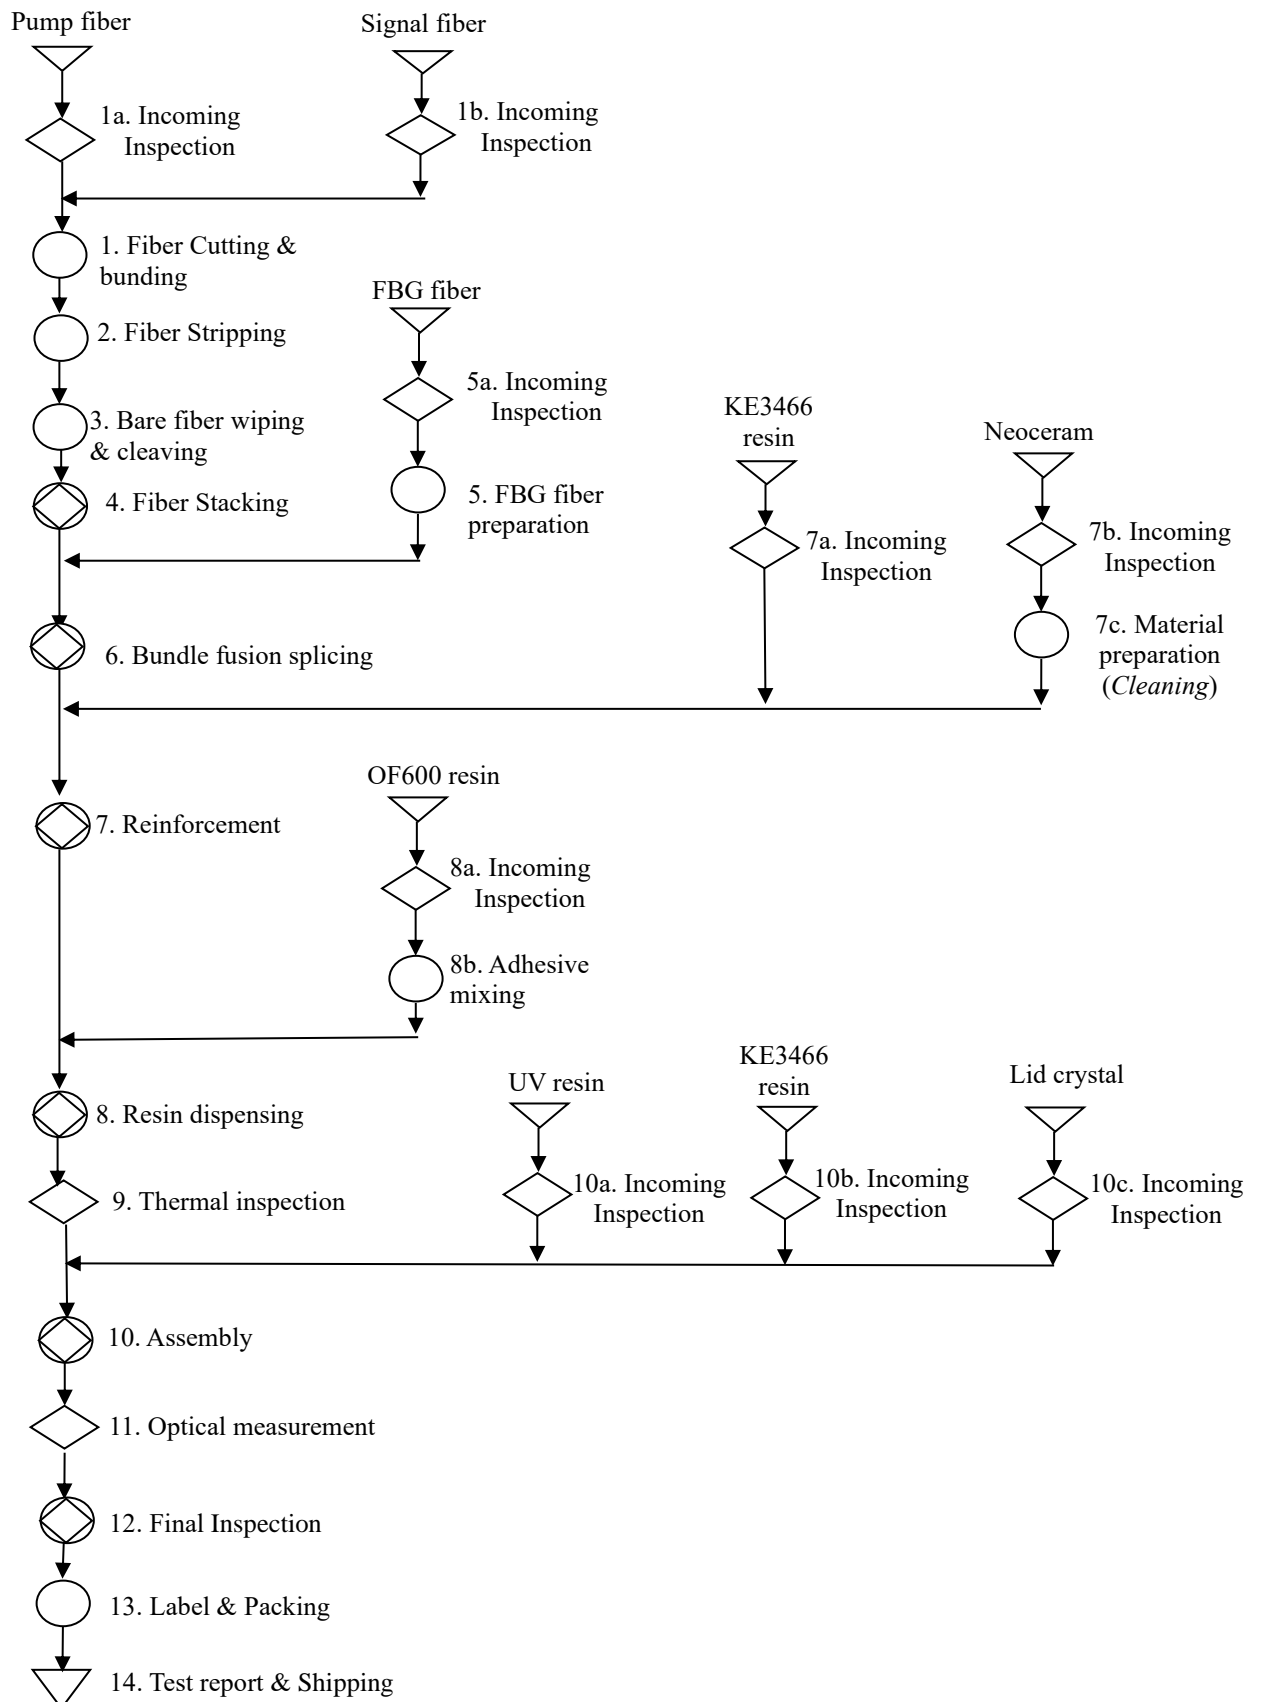 Pump fiber
Signal fiber
1a. Incoming
Inspection
1b. Incoming
Inspection
1. Fiber Cutting &
bunding
FBG fiber
2. Fiber Stripping
5a. Incoming
Inspection
KE3466
resin
Neoceram
3. Bare fiber wiping
& cleaving
4. Fiber Stacking
5. FBG fiber
preparation
7a. Incoming
Inspection
7b. Incoming
Inspection
6. Bundle fusion splicing
7c. Material
preparation
(Cleaning)
OF600 resin
7. Reinforcement
8a. Incoming
Inspection
8b. Adhesive
mixing
UV resin
KE3466
resin
Lid crystal
8. Resin dispensing
9. Thermal inspection
10a. Incoming
Inspection
10b. Incoming
Inspection
10c. Incoming
Inspection
10. Assembly
11. Optical measurement
12. Final Inspection
13. Label & Packing
14. Test report & Shipping